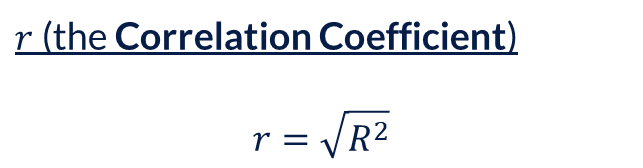 r (the Correlation Coefficient)
r = √R²